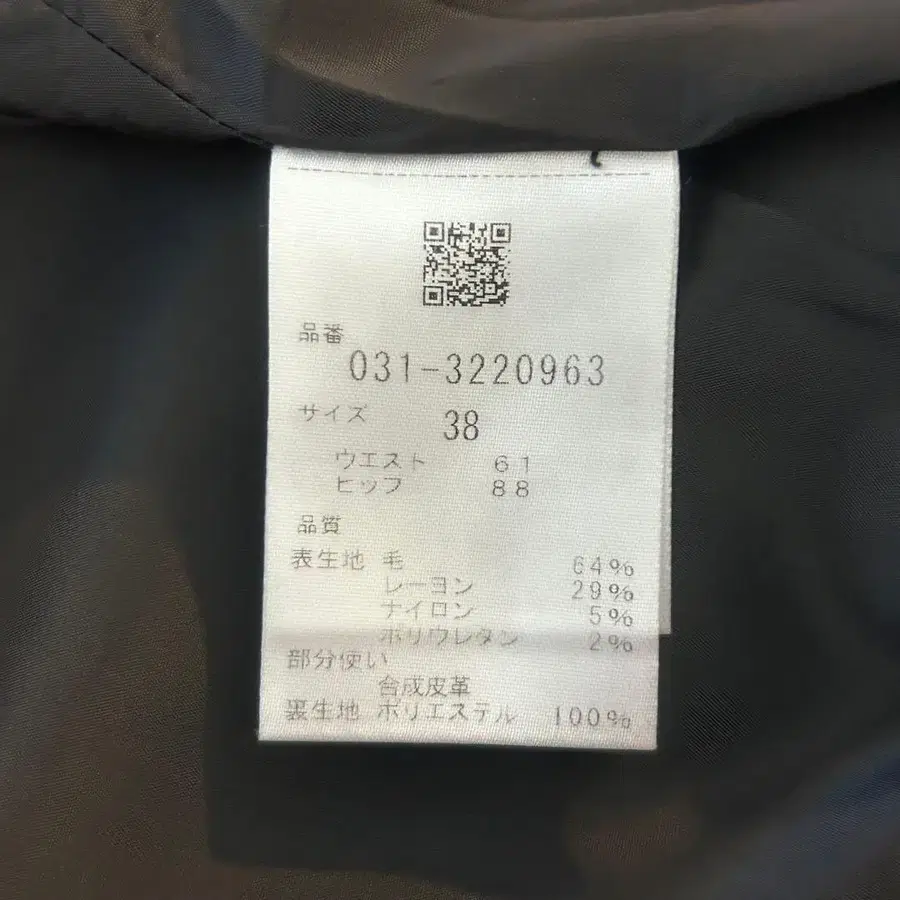 品番
031-3220963
サイズ 38
ウエスト 61
ヒップ 88
品質
表生地 毛 64%
レーヨン 29%
ナイロン 5%
ポリウレタン 2%
部分使い
合成皮革
裏生地 ポリエステル 100%